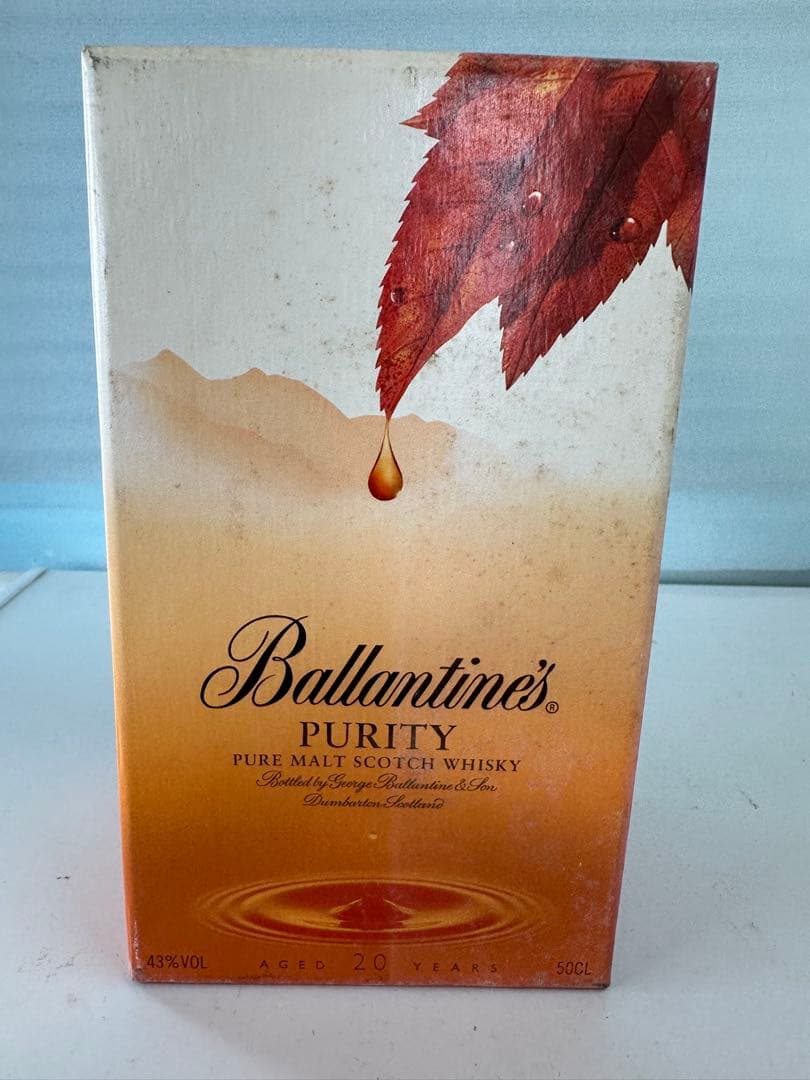 Ballantine's®
PURITY
PURE MALT SCOTCH WHISKY
Bottled by George Ballantine & Son
Dumbarton Scotland
43%VOL AGED 20 YEARS 50CL